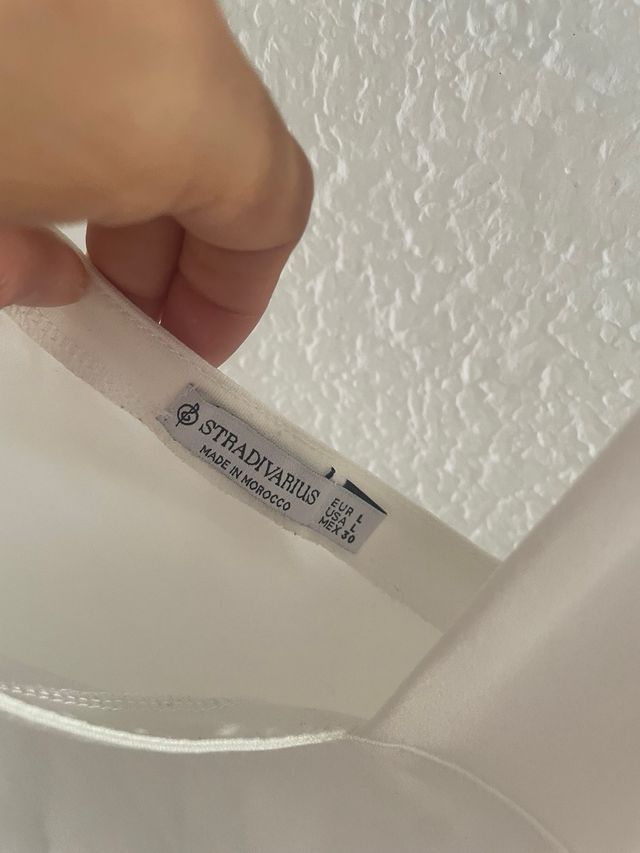 STRADIVARIUS
MADE IN MOROCCO
EUR L
USA L
MEX 30